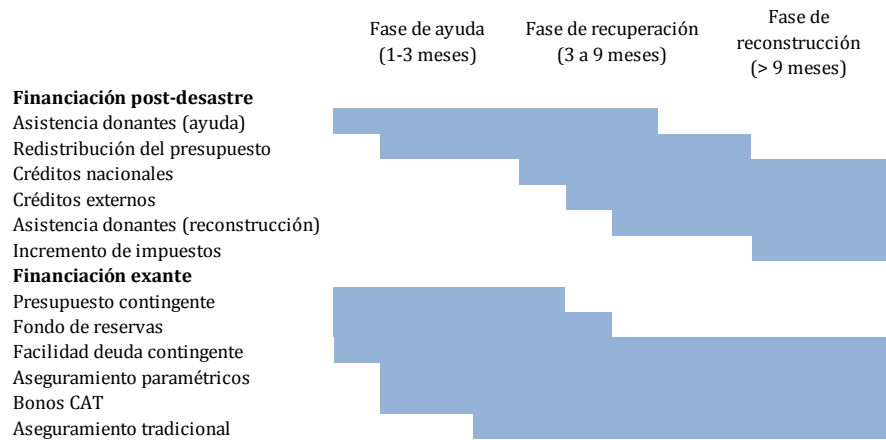 Fase de ayuda
(1-3 meses)
Fase de recuperación
(3 a 9 meses)
Fase de
reconstrucción
(> 9 meses)
Financiación post-desastre
Asistencia donantes (ayuda)
Redistribución del presupuesto
Créditos nacionales
Créditos externos
Asistencia donantes (reconstrucción)
Incremento de impuestos
Financiación exante
Presupuesto contingente
Fondo de reservas
Facilidad deuda contingente
Aseguramiento paramétricos
Bonos CAT
Aseguramiento tradicional